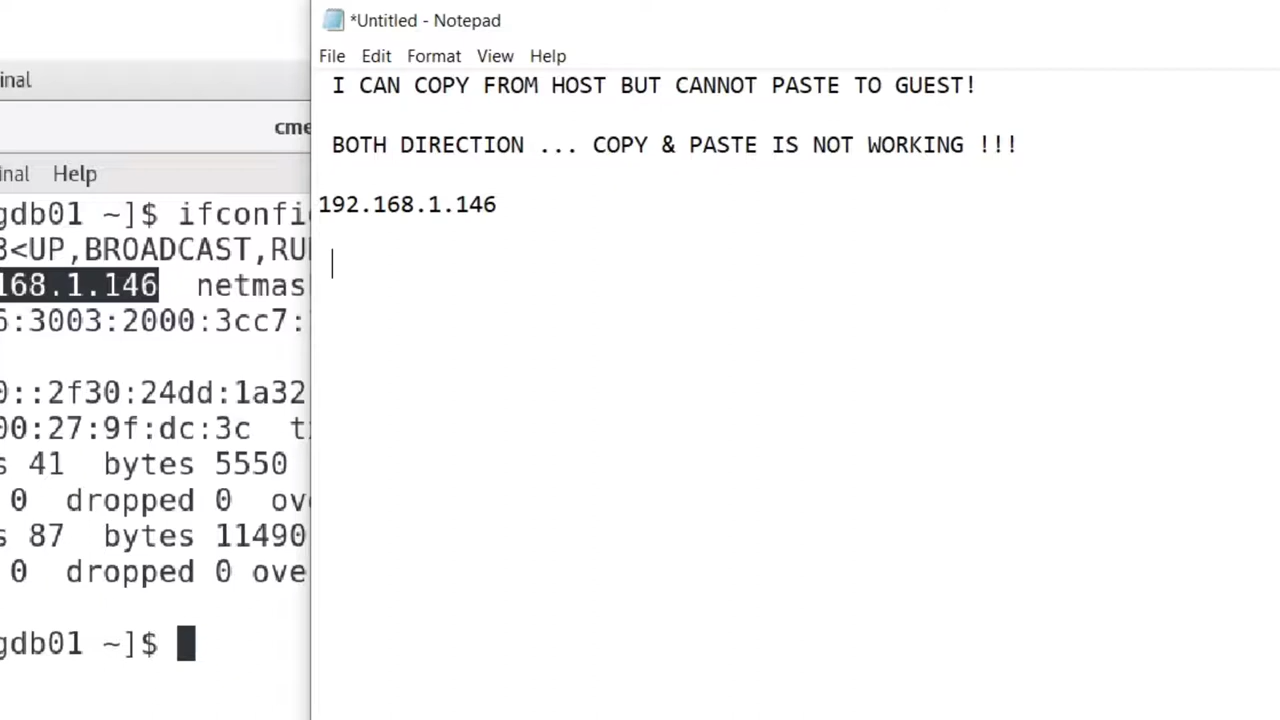 *Untitled - Notepad
File Edit Format View Help
I CAN COPY FROM HOST BUT CANNOT PASTE TO GUEST!
BOTH DIRECTION ... COPY & PASTE IS NOT WORKING !!!
192.168.1.146
inal
cme
inal Help
gdb01 ~]$ ifconfi
3<UP,BROADCAST,RU
168.1.146 netmas
6:3003:2000:3cc7:
0::2f30:24dd:1a32
00:27:9f:dc:3c t
s 41 bytes 5550
0 dropped 0 ov
s 87 bytes 11490
0 dropped 0 ove
gdb01 ~]$